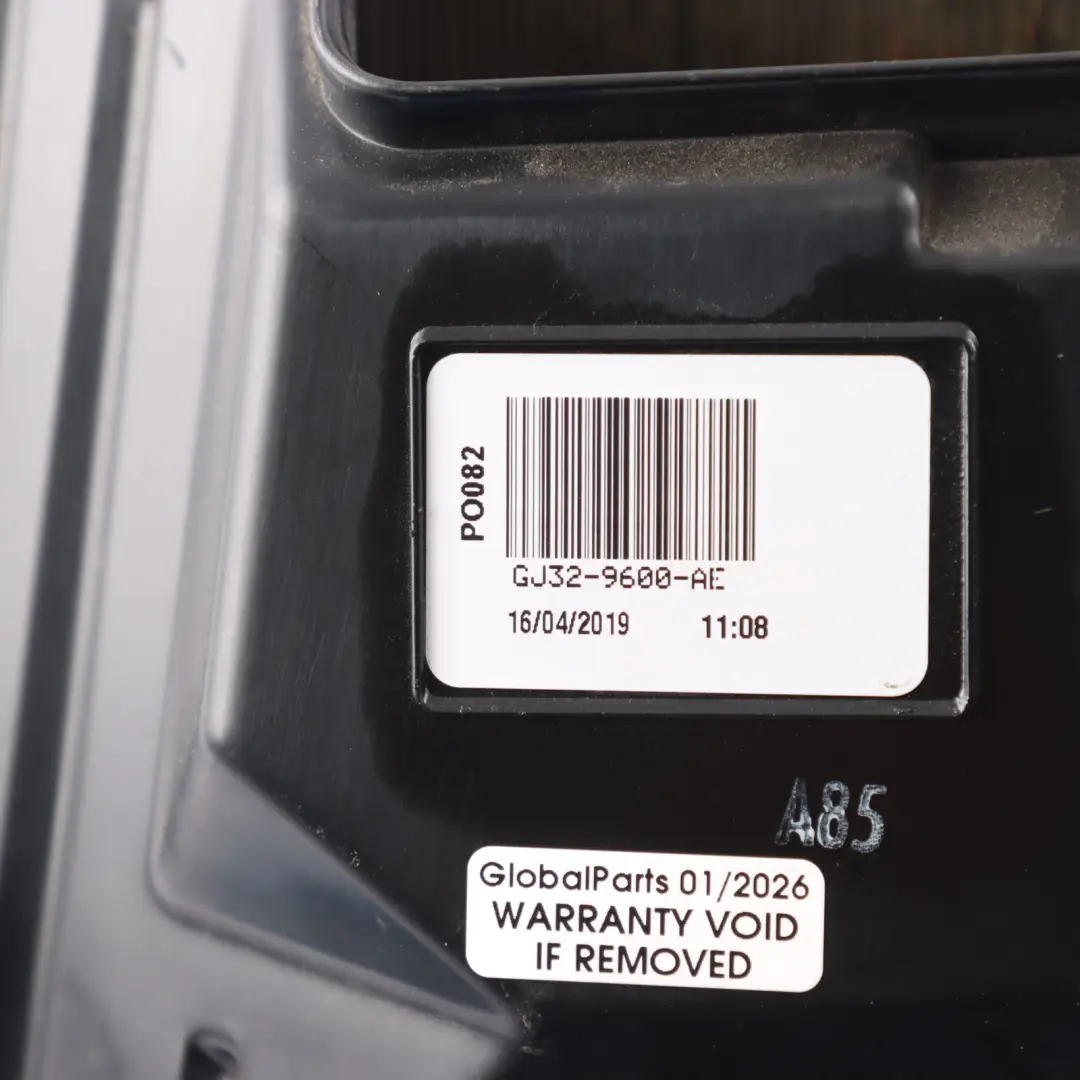 PO082
GJ32-9600-AE
16/04/2019 11:08
A85
GlobalParts 01/2026
WARRANTY VOID
IF REMOVED